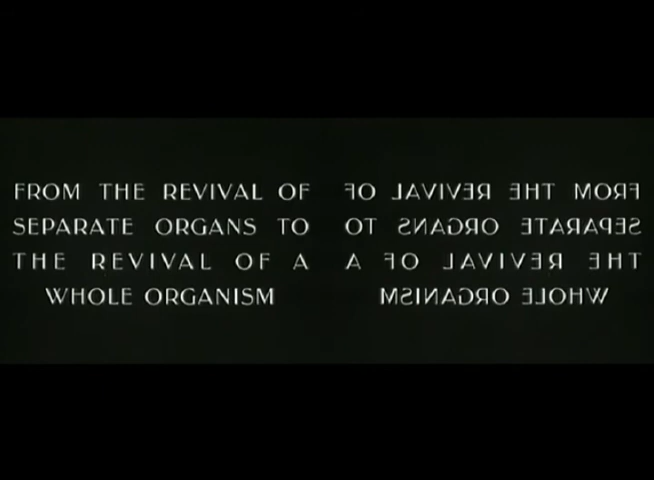 FROM THE REVIVAL OF
SEPARATE ORGANS TO
THE REVIVAL OF A
WHOLE ORGANISM
FROM THE REVIVAL OF
SEPARATE ORGANS TO
THE REVIVAL OF A
WHOLE ORGANISM